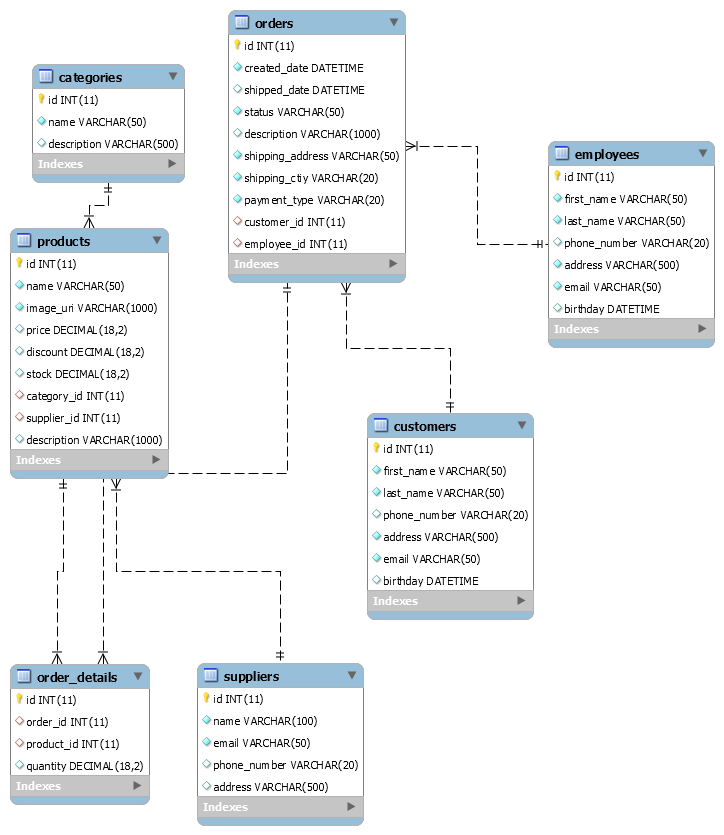 orders
id INT(11)
created_date DATETIME
shipped_date DATETIME
status VARCHAR(50)
description VARCHAR(1000)
shipping_address VARCHAR(50)
shipping_ctiy VARCHAR(20)
payment_type VARCHAR(20)
customer_id INT(11)
employee_id INT(11)
Indexes
categories
id INT(11)
name VARCHAR(50)
description VARCHAR(500)
Indexes
employees
id INT(11)
first_name VARCHAR(50)
last_name VARCHAR(50)
phone_number VARCHAR(20)
address VARCHAR(500)
email VARCHAR(50)
birthday DATETIME
Indexes
products
id INT(11)
name VARCHAR(50)
image_uri VARCHAR(1000)
price DECIMAL(18,2)
discount DECIMAL(18,2)
stock DECIMAL(18,2)
category_id INT(11)
supplier_id INT(11)
description VARCHAR(1000)
Indexes
customers
id INT(11)
first_name VARCHAR(50)
last_name VARCHAR(50)
phone_number VARCHAR(20)
address VARCHAR(500)
email VARCHAR(50)
birthday DATETIME
Indexes
order_details
id INT(11)
order_id INT(11)
product_id INT(11)
quantity DECIMAL(18,2)
Indexes
suppliers
id INT(11)
name VARCHAR(100)
email VARCHAR(50)
phone_number VARCHAR(20)
address VARCHAR(500)
Indexes